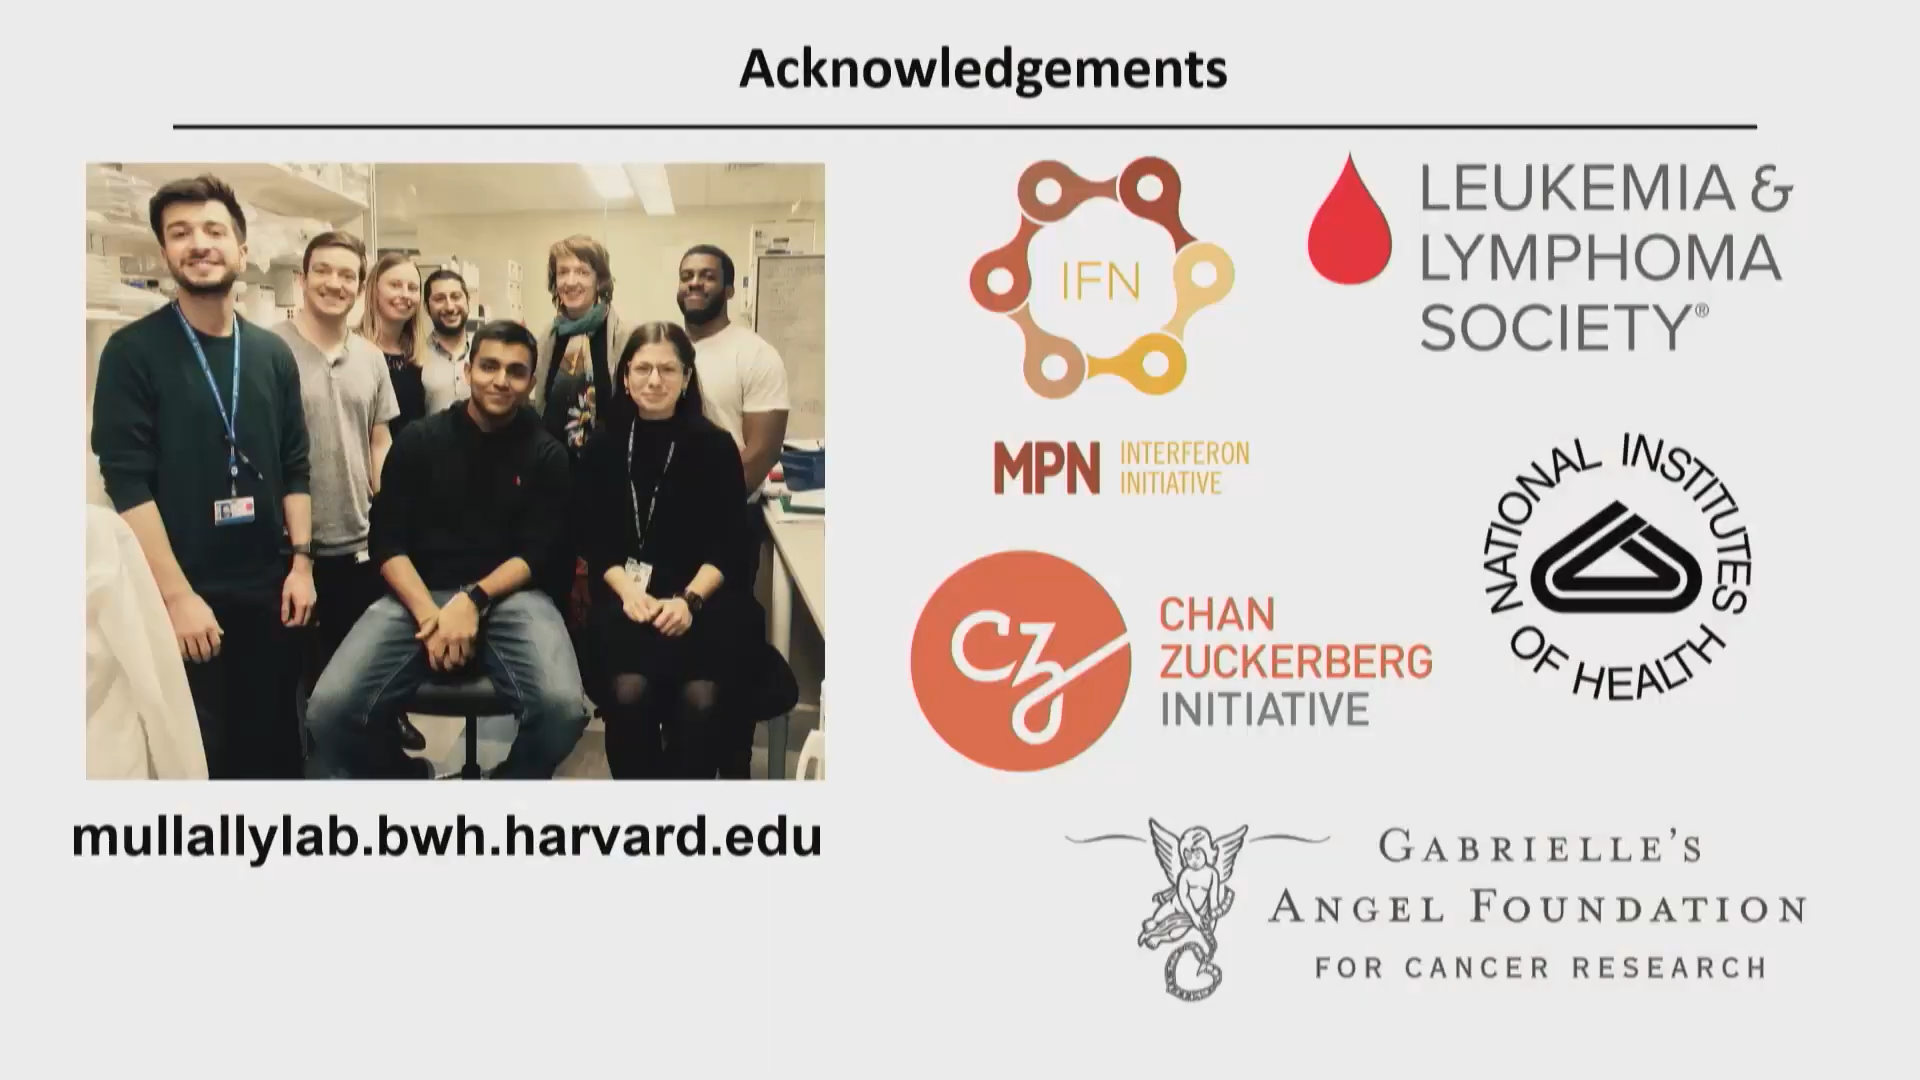 Acknowledgements
IFN
MPN INTERFERON
INITIATIVE
LEUKEMIA &
LYMPHOMA
SOCIETY®
CZ
CHAN
ZUCKERBERG
INITIATIVE
NATIONAL INSTITUTES
OF HEALTH
mullallylab.bwh.harvard.edu
GABRIELLE'S
ANGEL FOUNDATION
FOR CANCER RESEARCH